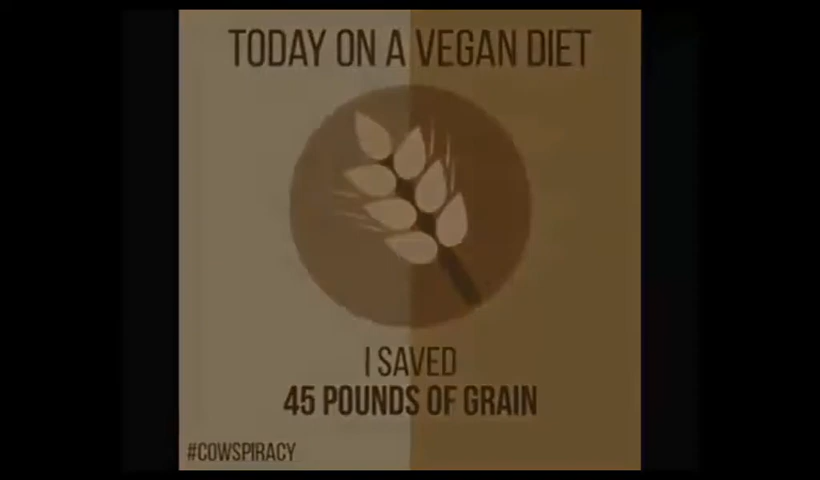 TODAY ON A VEGAN DIET
I SAVED
45 POUNDS OF GRAIN
#COWSPIRACY